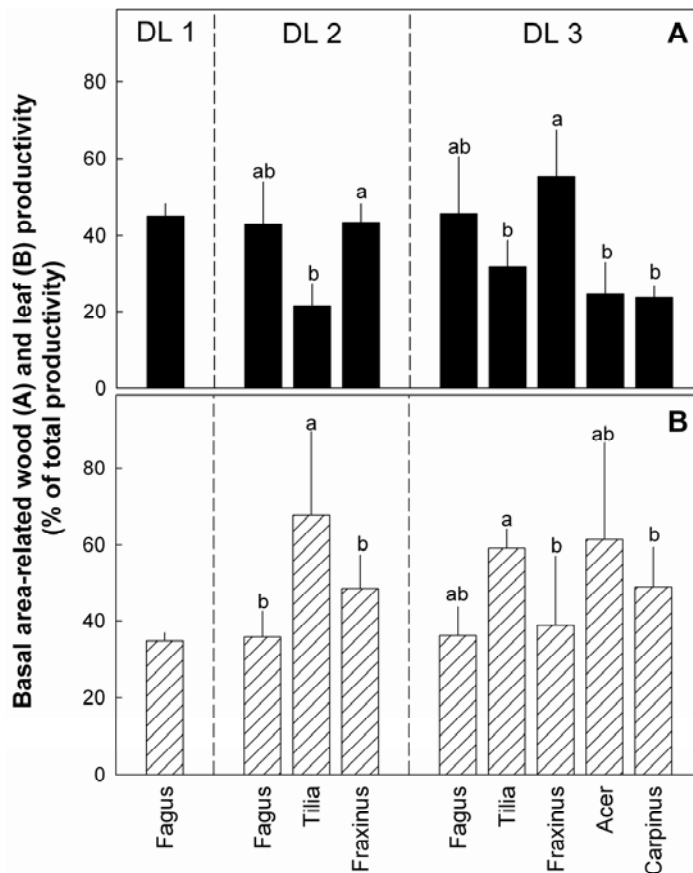 DL 1 DL 2 DL 3 A
80
60
40
20
0
ab
b
a
ab
b
a
b
b
B
80
60
40
20
0
b
a
b
ab
a
b
ab
b
Fagus
Fagus
Tilia
Fraxinus
Fagus
Tilia
Fraxinus
Acer
Carpinus
Basal area-related wood (A) and leaf (B) productivity
(% of total productivity)